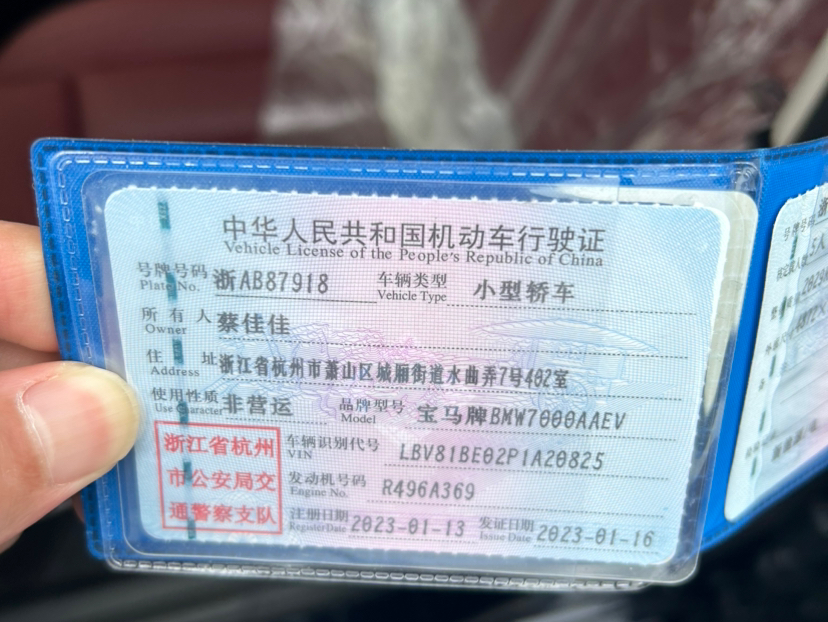 中华人民共和国机动车行驶证
Vehicle License of the People's Republic of China
号牌号码 浙AB87918 车辆类型 小型轿车
Plate No. Vehicle Type
所有人 蔡佳佳
Owner
住址 浙江省杭州市萧山区城厢街道水曲弄7号402室
Address
使用性质 非营运 品牌型号 宝马牌BMW7000AAEV
Use Character Model
浙江省杭州
市公安局交
通警察支队
车辆识别代号 LBV81BE02P1A20825
VIN
发动机号码 R496A369
Engine No.
注册日期 2023-01-13 发证日期 2023-01-16
Register Date Issue Date